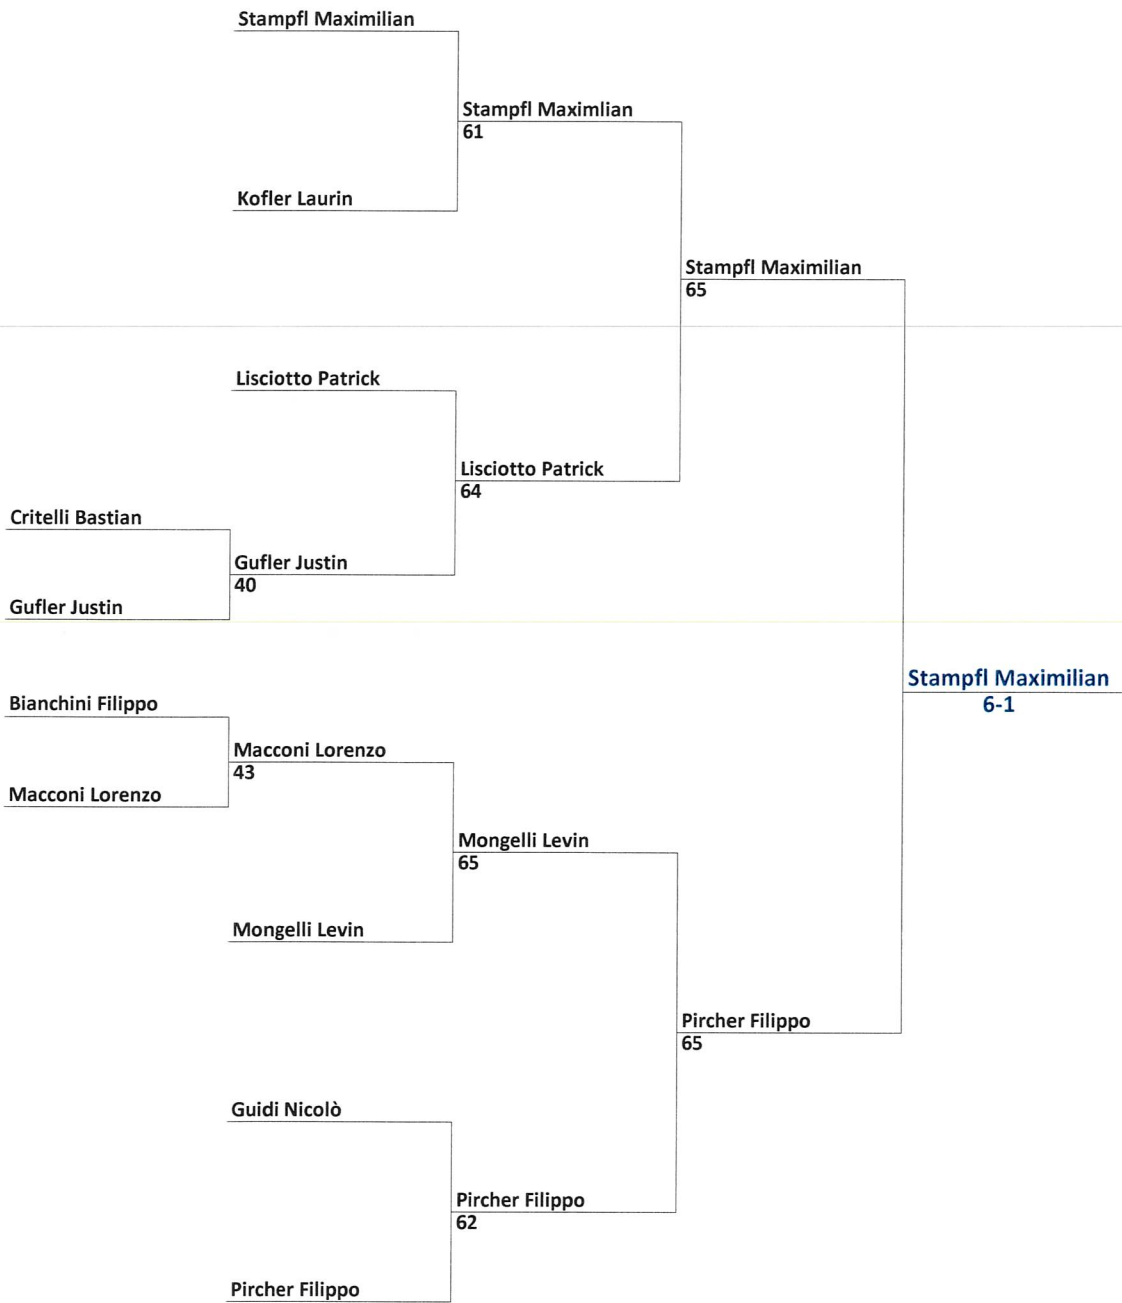 Stampfl Maximilian
Stampfl Maximlian
61
Kofler Laurin
Stampfl Maximilian
65
Lisciotto Patrick
Lisciotto Patrick
64
Critelli Bastian
Gufler Justin
40
Gufler Justin
Stampfl Maximilian
6-1
Bianchini Filippo
Macconi Lorenzo
43
Macconi Lorenzo
Mongelli Levin
65
Mongelli Levin
Pircher Filippo
65
Guidi Nicolò
Pircher Filippo
62
Pircher Filippo